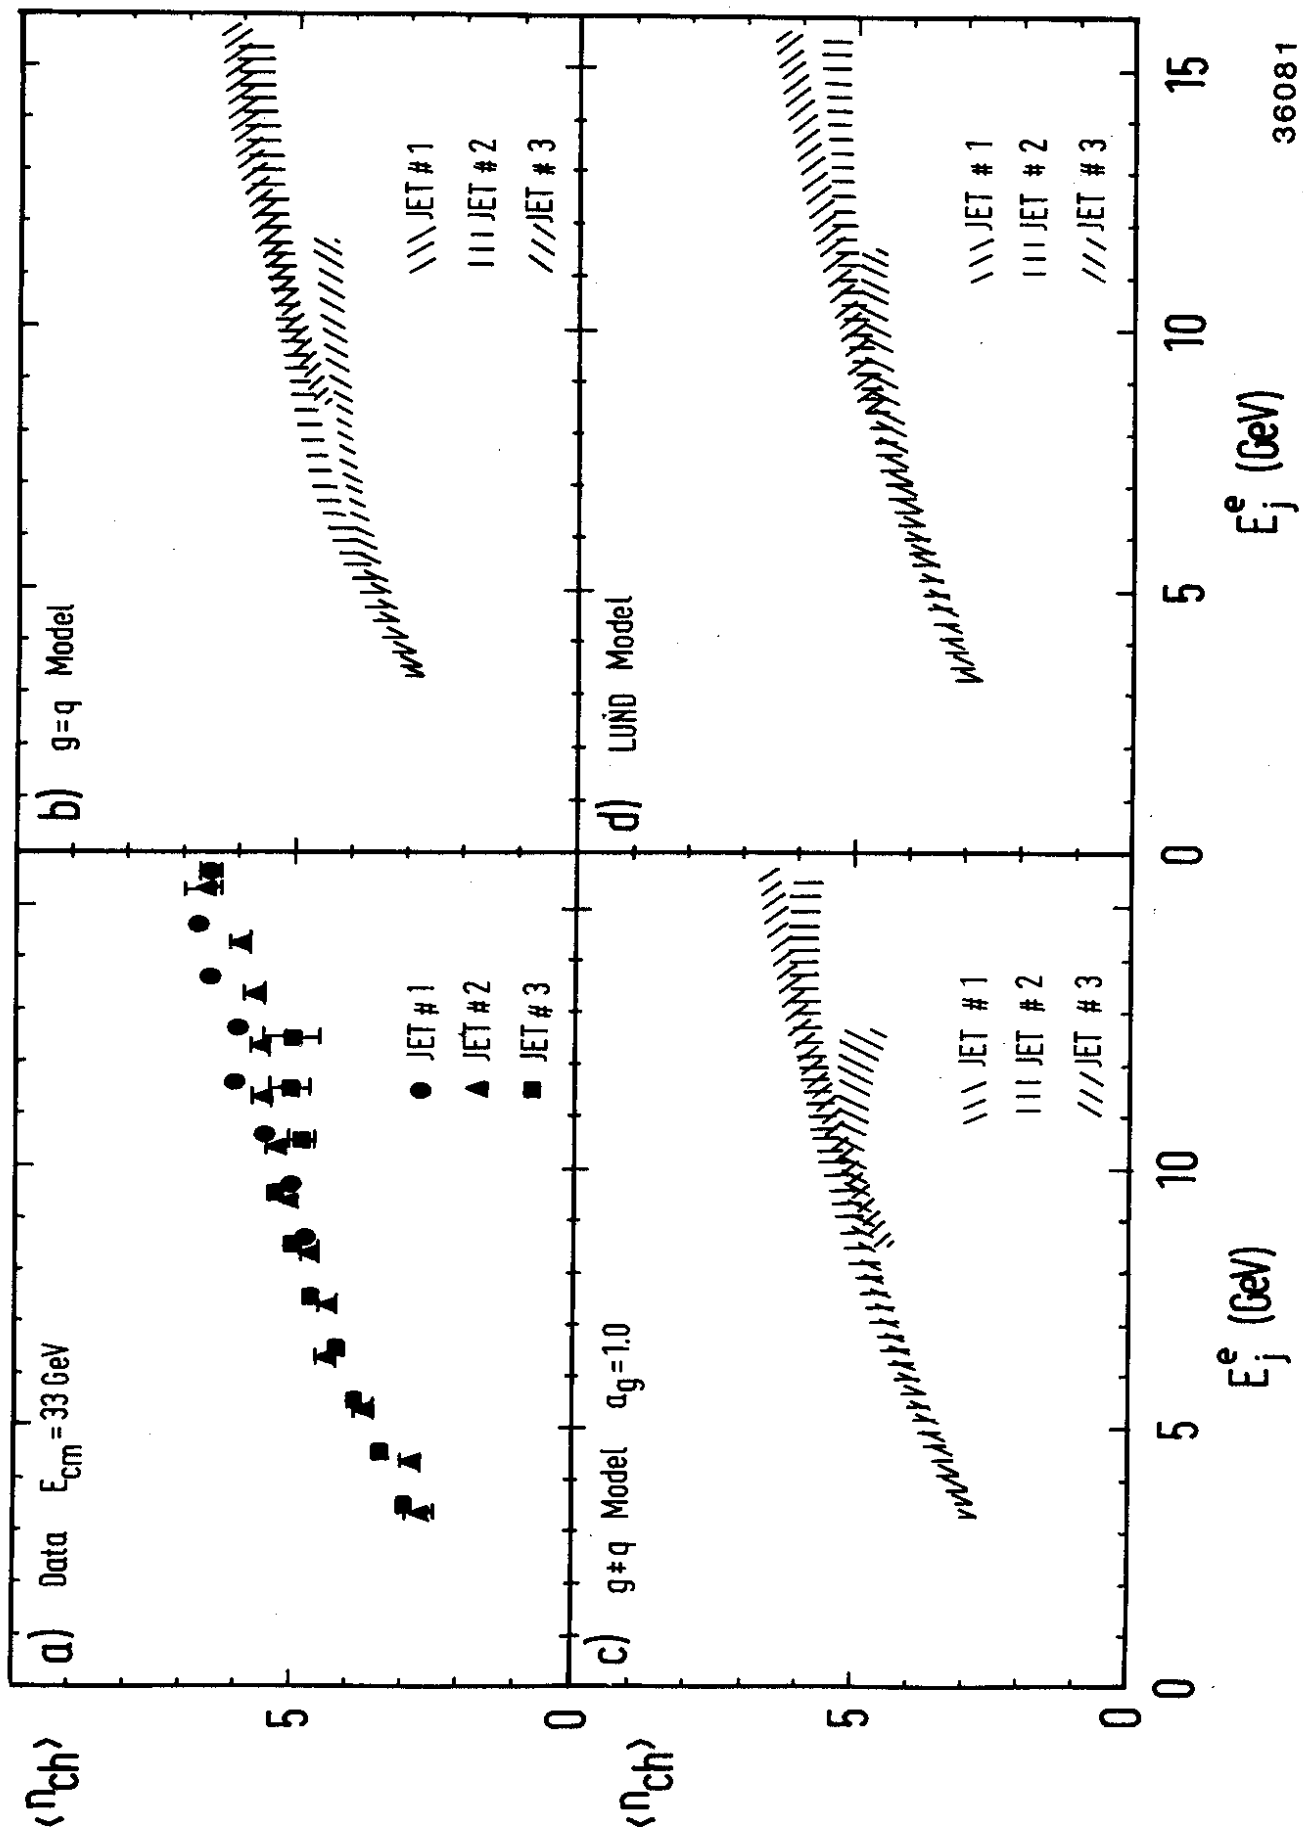 a) Data E_cm = 33 GeV
⟨n_ch⟩
5
0
JET # 1
JET # 2
JET # 3
b) g=q Model
JET # 1
JET # 2
JET # 3
c) g≠q Model a_g = 1.0
⟨n_ch⟩
5
0
JET # 1
JET # 2
JET # 3
0
5
10
E_j^e (GeV)
d) LUND Model
JET # 1
JET # 2
JET # 3
0
5
10
15
E_j^e (GeV)
36081